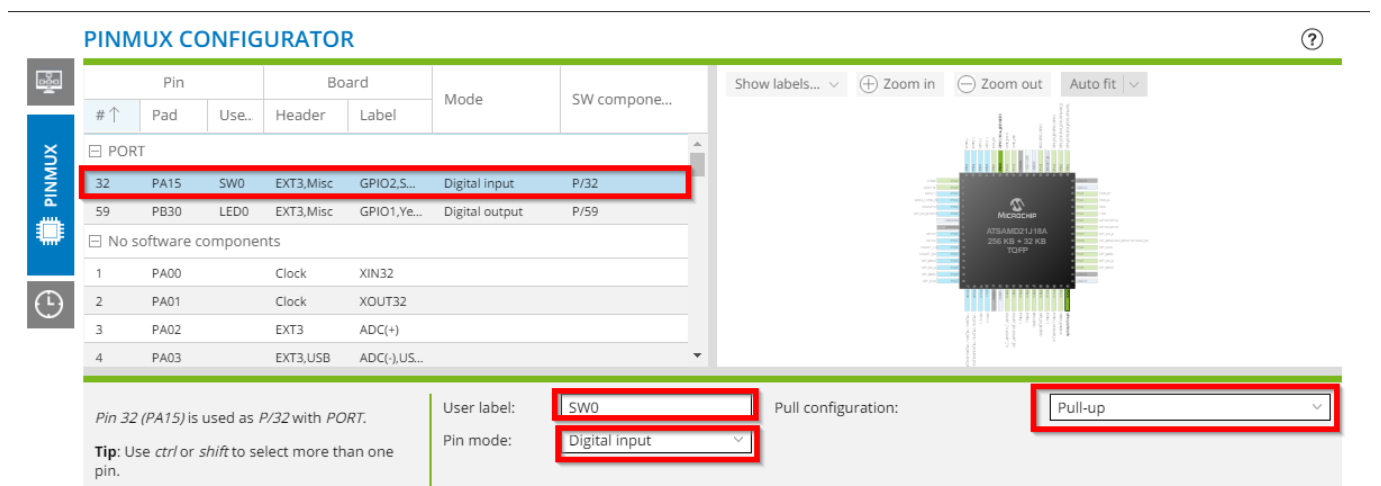 PINMUX CONFIGURATOR
?
PINMUX
Pin Board Mode SW compone...
#↑ Pad Use... Header Label
PORT
32 PA15 SW0 EXT3,Misc GPIO2,S... Digital input P/32
59 PB30 LED0 EXT3,Misc GPIO1,Ye... Digital output P/59
No software components
1 PA00 Clock XIN32
2 PA01 Clock XOUT32
3 PA02 EXT3 ADC(+)
4 PA03 EXT3,USB ADC(-),US...
Show labels... Zoom in Zoom out Auto fit
MICROCHIP
ATSAMD21J18A
256 KB + 32 KB
TQFP
Pin 32 (PA15) is used as P/32 with PORT.
Tip: Use ctrl or shift to select more than one
pin.
User label: SW0 Pull configuration: Pull-up
Pin mode: Digital input